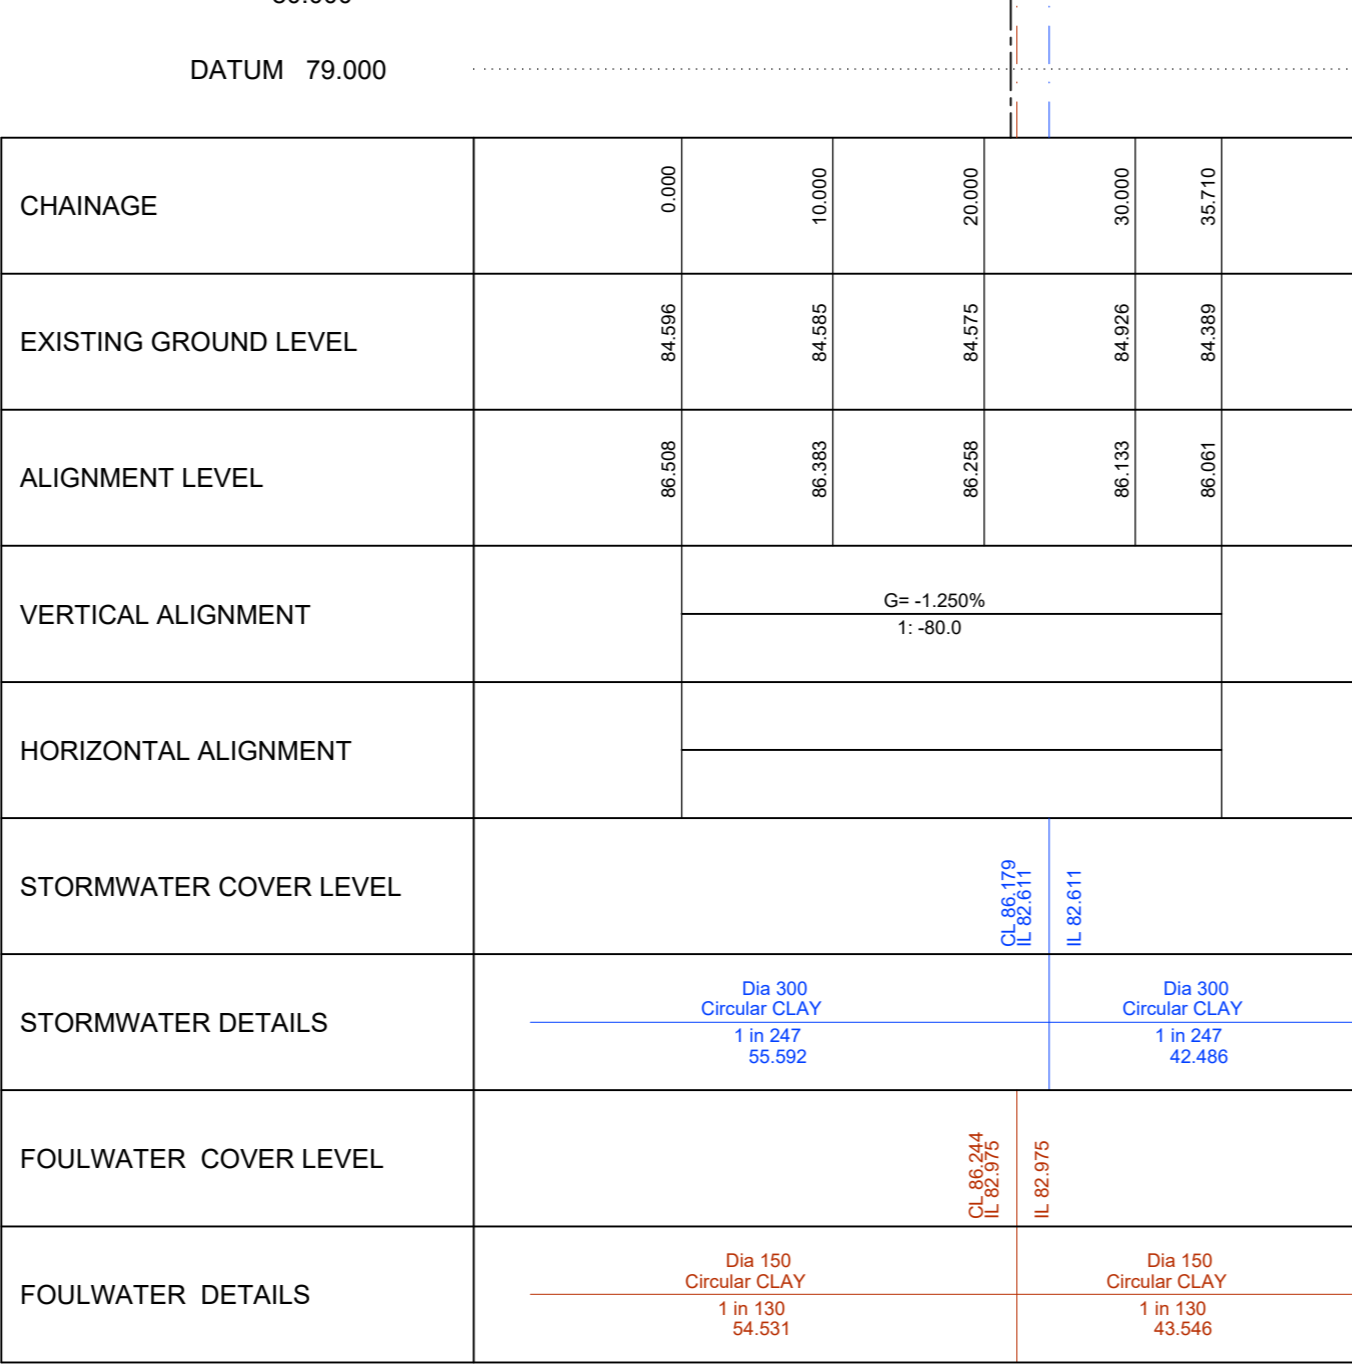 DATUM 79.000
CHAINAGE 0.000 10.000 20.000 30.000 35.710
EXISTING GROUND LEVEL 84.596 84.585 84.575 84.926 84.389
ALIGNMENT LEVEL 86.508 86.383 86.258 86.133 86.061
VERTICAL ALIGNMENT
G= -1.250%
1: -80.0
HORIZONTAL ALIGNMENT
STORMWATER COVER LEVEL
CL 86.179
IL 82.611
IL 82.611
STORMWATER DETAILS
Dia 300
Circular CLAY
1 in 247
55.592
Dia 300
Circular CLAY
1 in 247
42.486
FOULWATER COVER LEVEL
CL 86.244
IL 82.975
IL 82.975
FOULWATER DETAILS
Dia 150
Circular CLAY
1 in 130
54.531
Dia 150
Circular CLAY
1 in 130
43.546